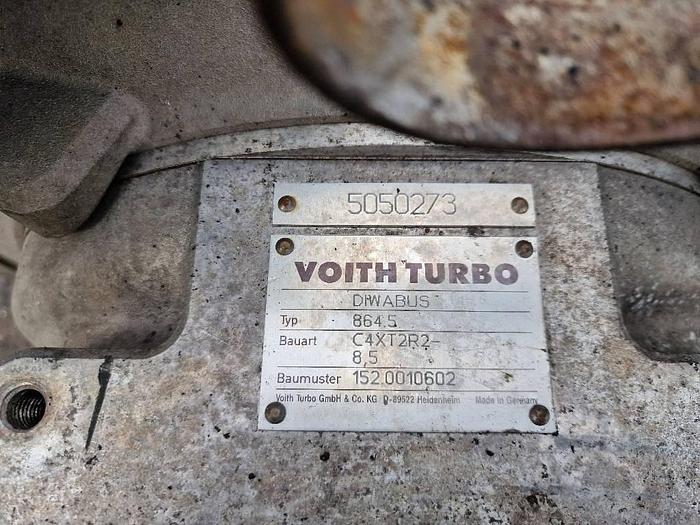 5050273
VOITH TURBO
DIWABUS
Typ 864.5
Bauart C4XT2R2-
8,5
Baumuster 152.0010602
Voith Turbo GmbH & Co. KG D-89522 Heidenheim Made in Germany